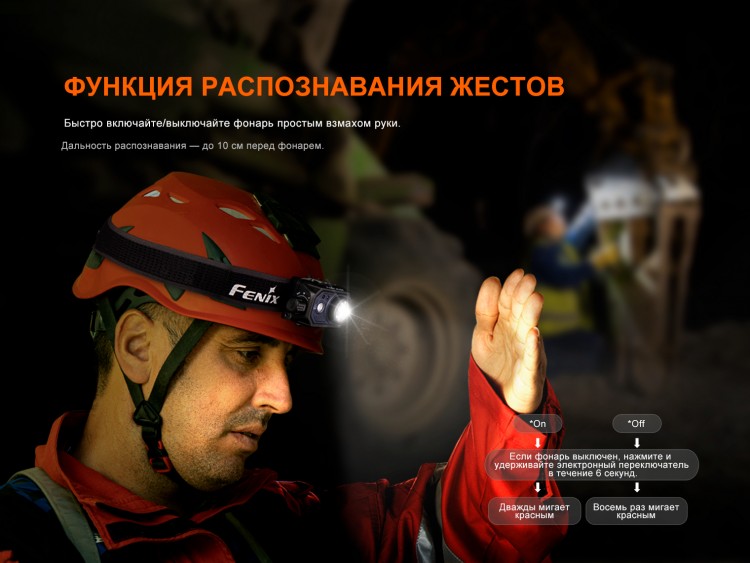 ФУНКЦИЯ РАСПОЗНАВАНИЯ ЖЕСТОВ
Быстро включайте/выключайте фонарь простым взмахом руки.
Дальность распознавания — до 10 см перед фонарем.
FENIX
*On
*Off
Если фонарь выключен, нажмите и
удерживайте электронный переключатель
в течение 6 секунд.
Дважды мигает
красным
Восемь раз мигает
красным